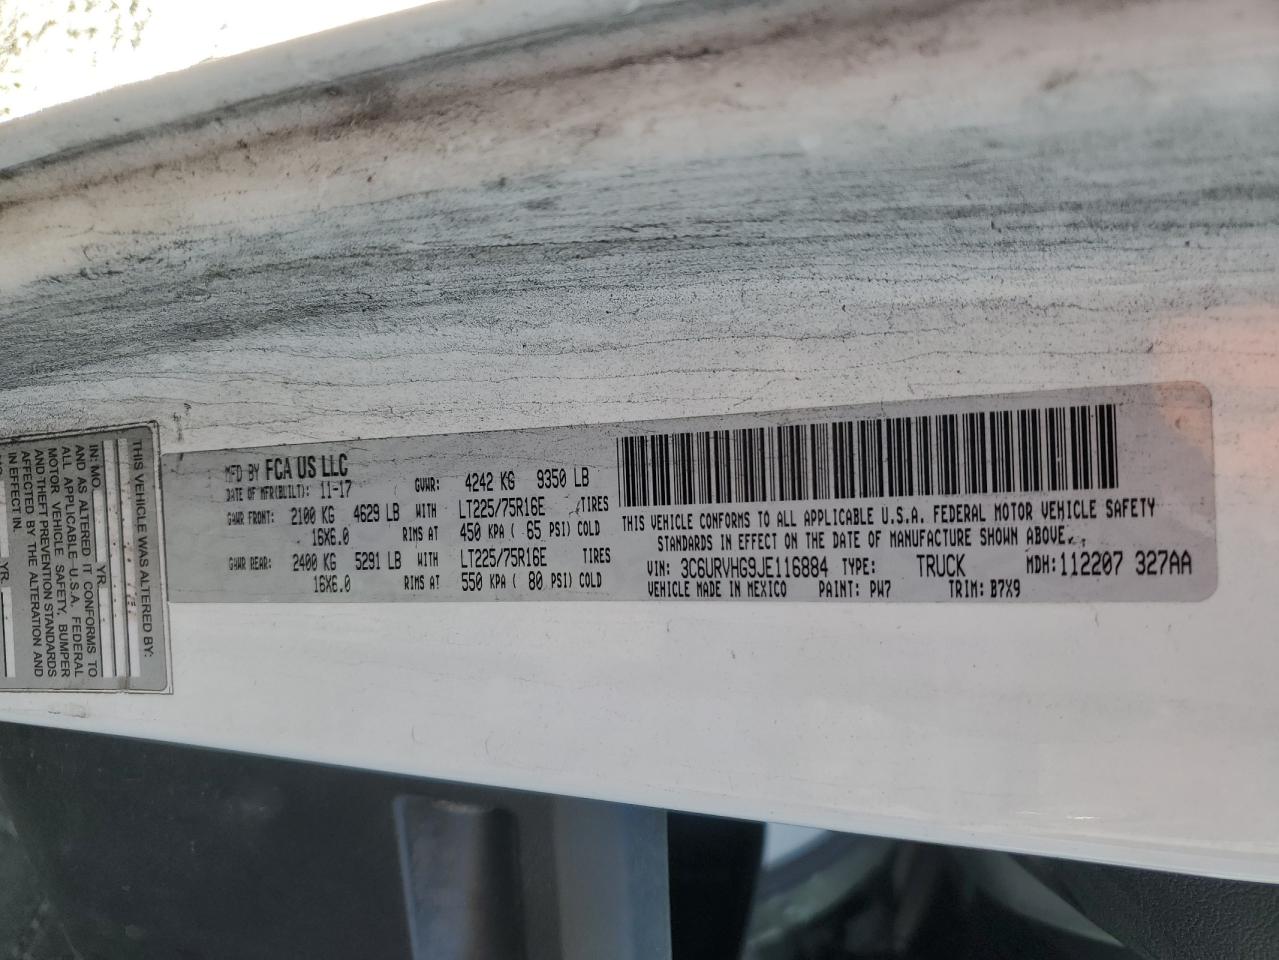 MFD BY FCA US LLC
DATE OF MFR(BUILT): 11-17 GVWR: 4242 KG 9350 LB
GAWR FRONT: 2100 KG 4629 LB WITH LT225/75R16E TIRES
16X6.0 RIMS AT 450 KPA ( 65 PSI) COLD
GAWR REAR: 2400 KG 5291 LB WITH LT225/75R16E TIRES
16X6.0 RIMS AT 550 KPA ( 80 PSI) COLD
THIS VEHICLE CONFORMS TO ALL APPLICABLE U.S.A. FEDERAL MOTOR VEHICLE SAFETY
STANDARDS IN EFFECT ON THE DATE OF MANUFACTURE SHOWN ABOVE.
VIN: 3C6URVHG9JE116884 TYPE: TRUCK MDH: 112207 327AA
VEHICLE MADE IN MEXICO PAINT: PW7 TRIM: B7X9
THIS VEHICLE WAS ALTERED BY:
IN: MO. YR.
AND AS ALTERED IT CONFORMS TO
ALL APPLICABLE U.S.A. FEDERAL
MOTOR VEHICLE SAFETY, BUMPER
AND THEFT PREVENTION STANDARDS
AFFECTED BY THE ALTERATION AND
IN EFFECT IN.
MO. YR.